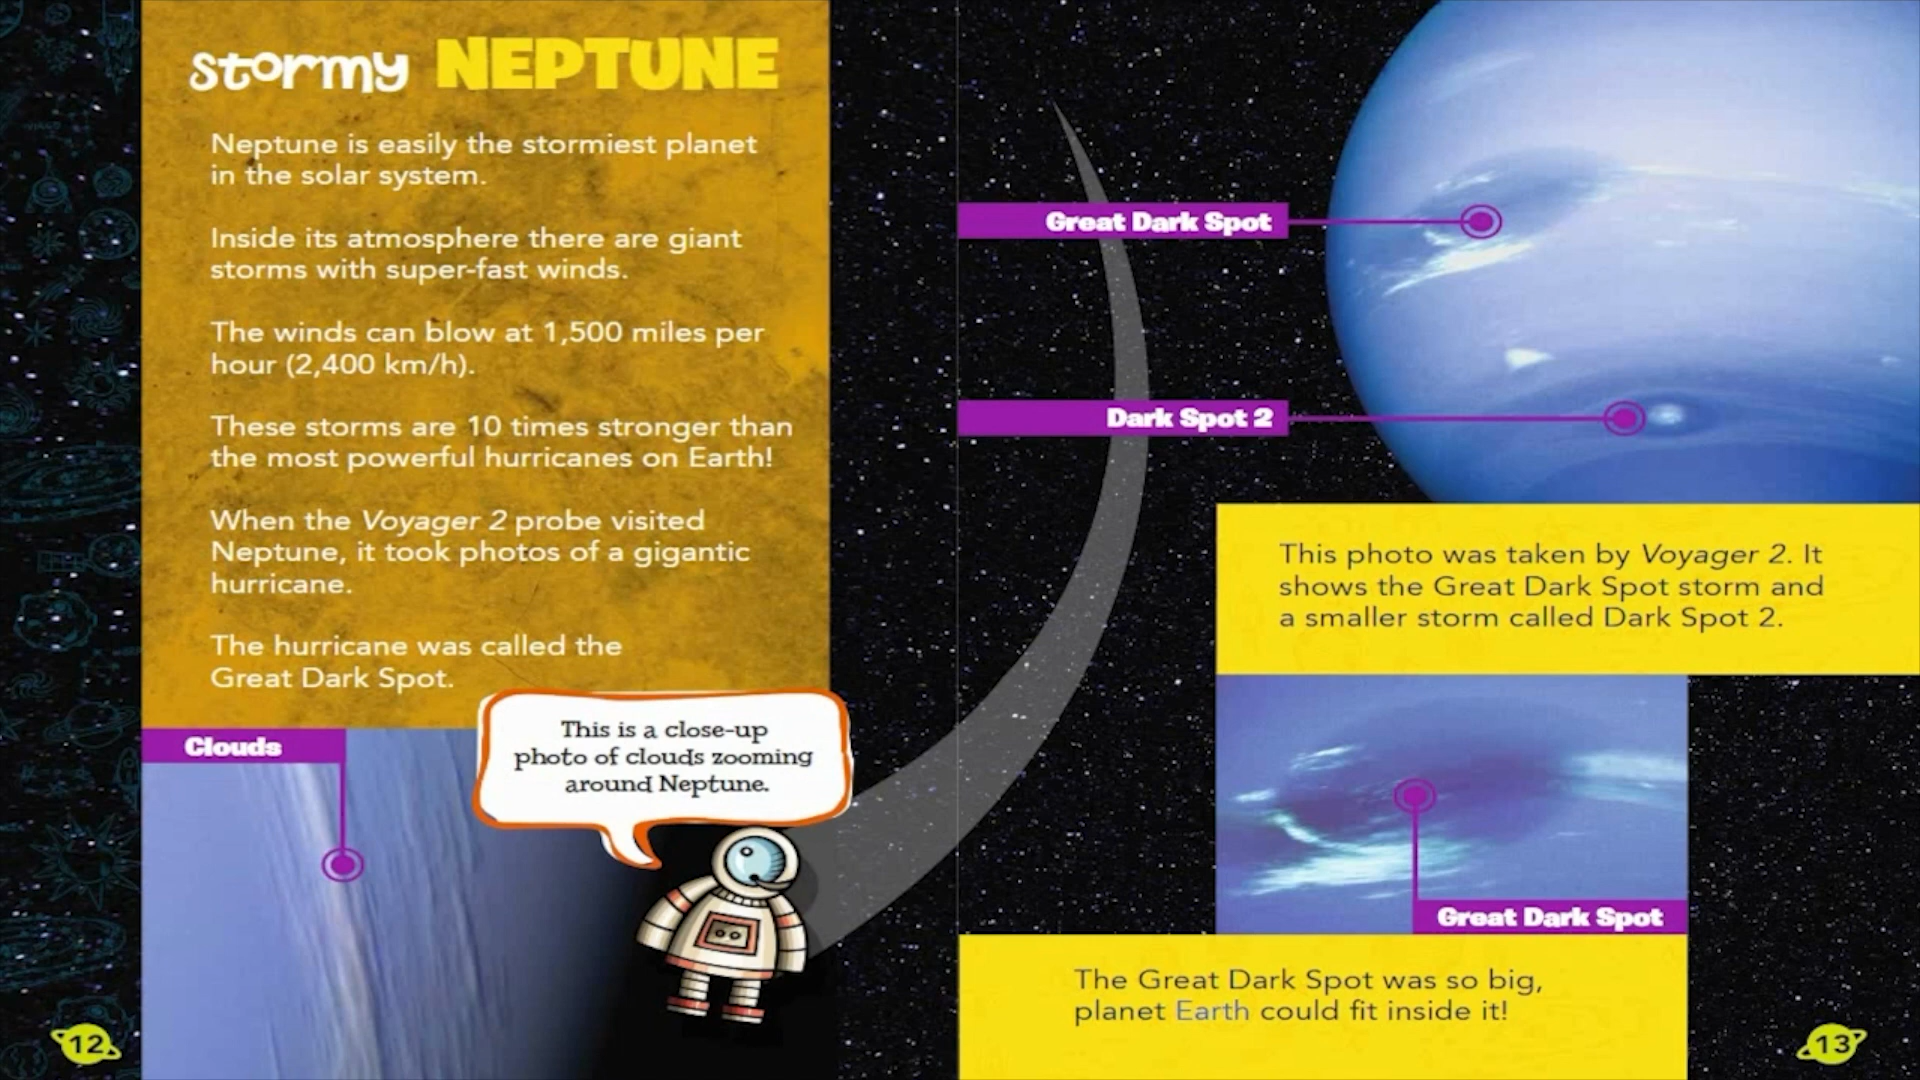 stormy NEPTUNE
Neptune is easily the stormiest planet
in the solar system.
Inside its atmosphere there are giant
storms with super-fast winds.
The winds can blow at 1,500 miles per
hour (2,400 km/h).
These storms are 10 times stronger than
the most powerful hurricanes on Earth!
When the Voyager 2 probe visited
Neptune, it took photos of a gigantic
hurricane.
The hurricane was called the
Great Dark Spot.
Clouds
This is a close-up
photo of clouds zooming
around Neptune.
12
Great Dark Spot
Dark Spot 2
This photo was taken by Voyager 2. It
shows the Great Dark Spot storm and
a smaller storm called Dark Spot 2.
Great Dark Spot
The Great Dark Spot was so big,
planet Earth could fit inside it!
13